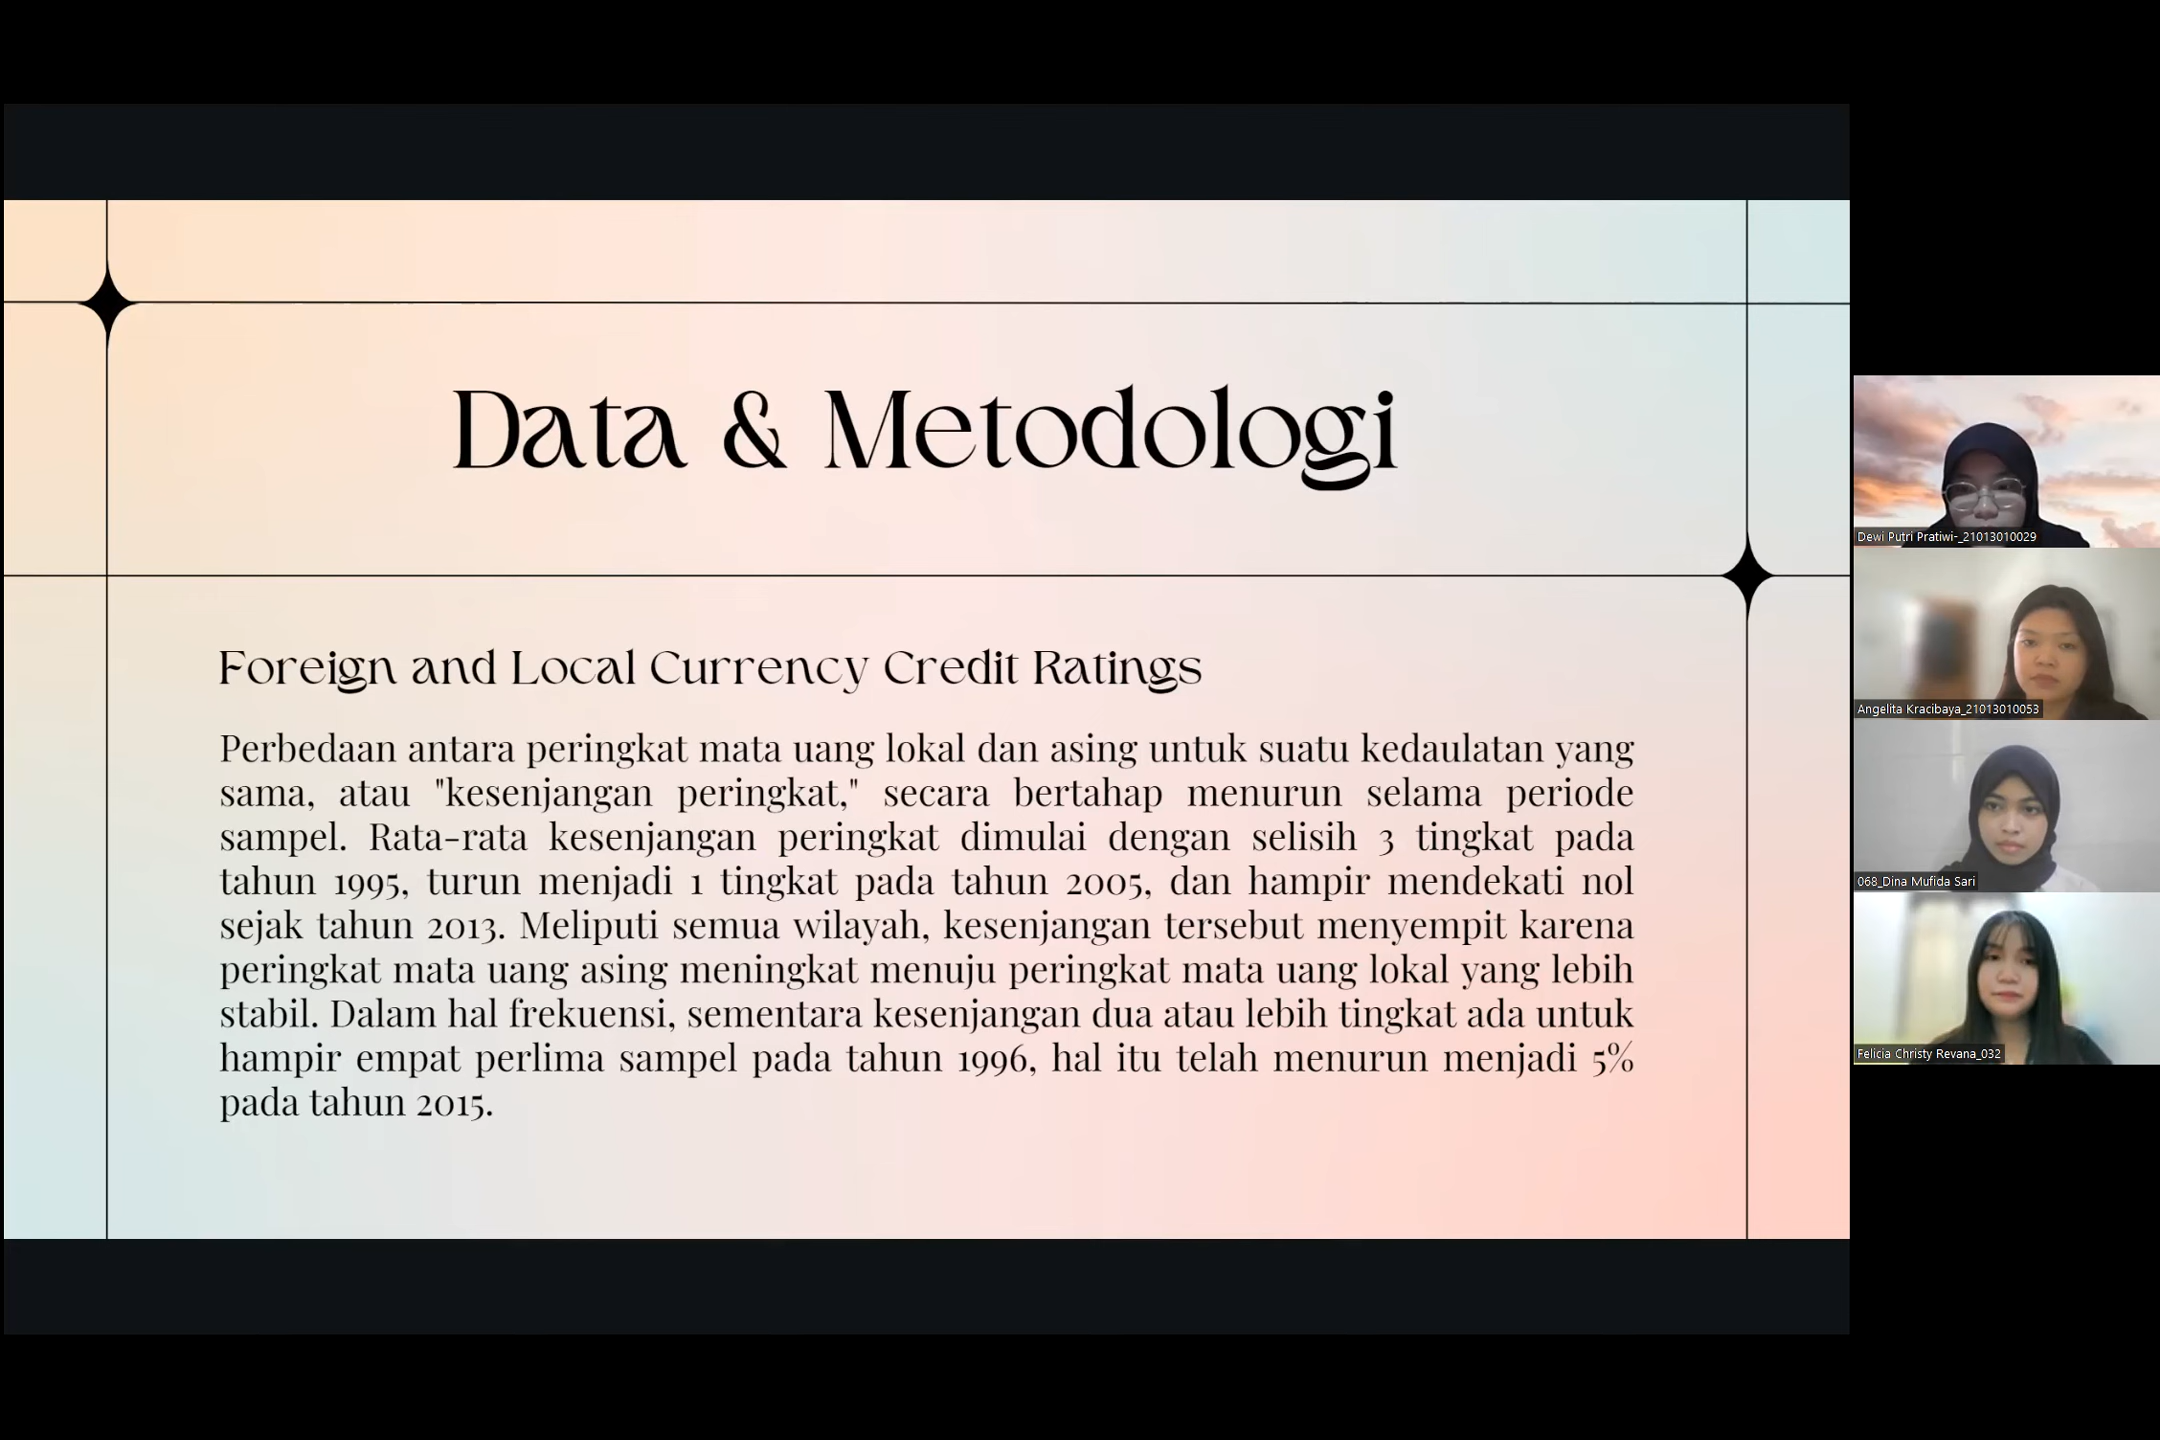 Data & Metodologi
Foreign and Local Currency Credit Ratings
Perbedaan antara peringkat mata uang lokal dan asing untuk suatu kedaulatan yang
sama, atau "kesenjangan peringkat," secara bertahap menurun selama periode
sampel. Rata-rata kesenjangan peringkat dimulai dengan selisih 3 tingkat pada
tahun 1995, turun menjadi 1 tingkat pada tahun 2005, dan hampir mendekati nol
sejak tahun 2013. Meliputi semua wilayah, kesenjangan tersebut menyempit karena
peringkat mata uang asing meningkat menuju peringkat mata uang lokal yang lebih
stabil. Dalam hal frekuensi, sementara kesenjangan dua atau lebih tingkat ada untuk
hampir empat perlima sampel pada tahun 1996, hal itu telah menurun menjadi 5%
pada tahun 2015.
Dewi Putri Pratiwi-_21013010029
Angelita Kracibaya_21013010053
068_Dina Mufida Sari
Felicia Christy Revana_032